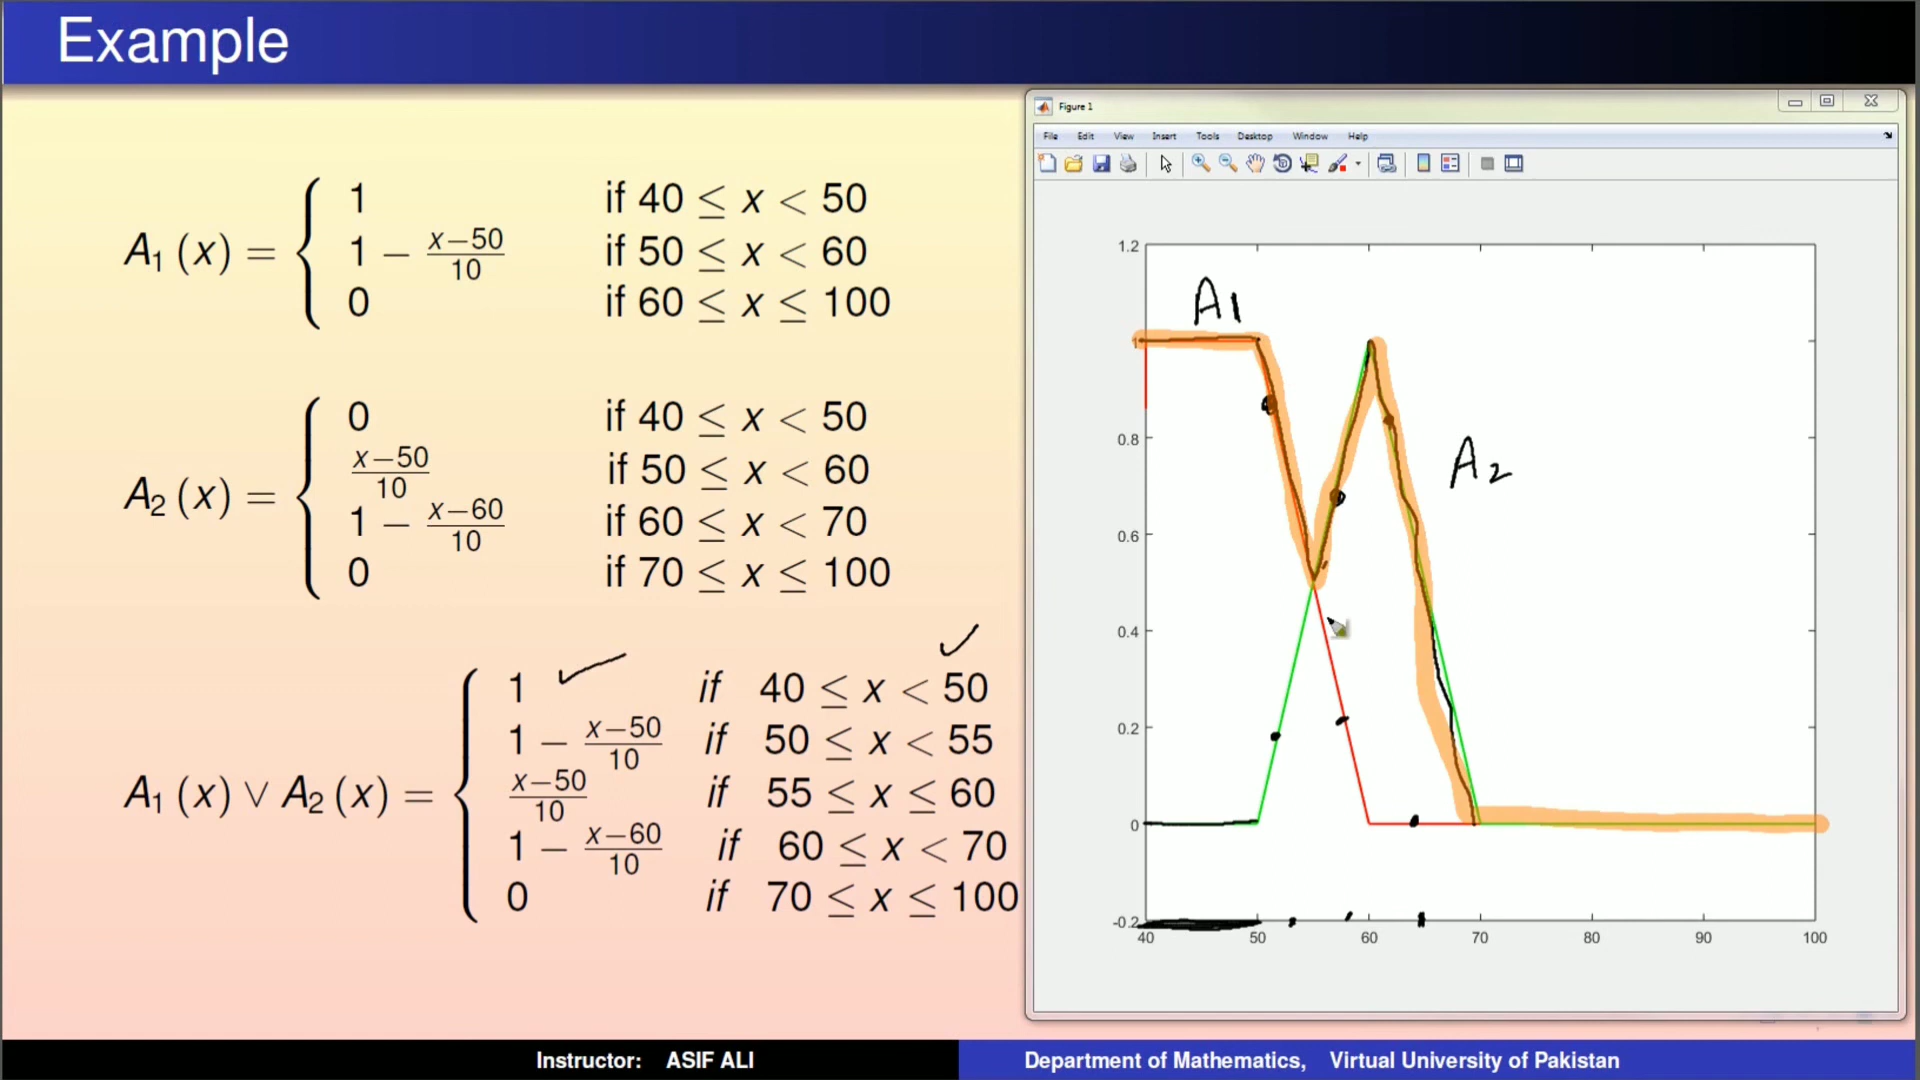 Example
A₁ (x) = { 1 if 40 ≤ x < 50
1 − (x−50)/10 if 50 ≤ x < 60
0 if 60 ≤ x ≤ 100
A₂ (x) = { 0 if 40 ≤ x < 50
(x−50)/10 if 50 ≤ x < 60
1 − (x−60)/10 if 60 ≤ x < 70
0 if 70 ≤ x ≤ 100
A₁ (x) ∨ A₂ (x) = { 1 if 40 ≤ x < 50
1 − (x−50)/10 if 50 ≤ x < 55
(x−50)/10 if 55 ≤ x ≤ 60
1 − (x−60)/10 if 60 ≤ x < 70
0 if 70 ≤ x ≤ 100
Figure 1
File Edit View Insert Tools Desktop Window Help
A1
A2
1.2
1
0.8
0.6
0.4
0.2
0
-0.2
40 50 60 70 80 90 100
Instructor: ASIF ALI
Department of Mathematics, Virtual University of Pakistan